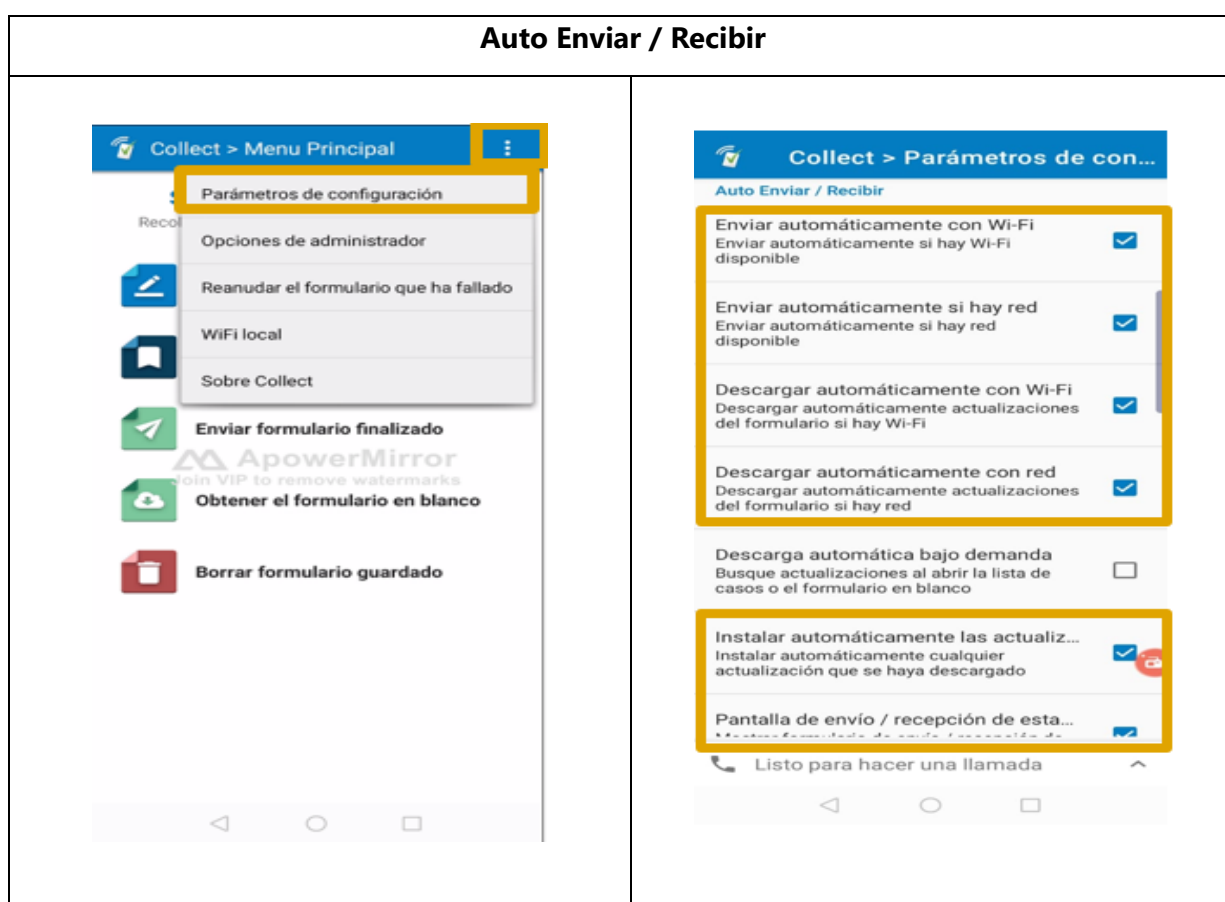 Auto Enviar / Recibir
Collect > Menu Principal
Parámetros de configuración
Recol
Opciones de administrador
Reanudar el formulario que ha fallado
WiFi local
Sobre Collect
Enviar formulario finalizado
ApowerMirror
Join VIP to remove watermarks
Obtener el formulario en blanco
Borrar formulario guardado
Collect > Parámetros de con...
Auto Enviar / Recibir
Enviar automáticamente con Wi-Fi
Enviar automáticamente si hay Wi-Fi
disponible
Enviar automáticamente si hay red
Enviar automáticamente si hay red
disponible
Descargar automáticamente con Wi-Fi
Descargar automáticamente actualizaciones
del formulario si hay Wi-Fi
Descargar automáticamente con red
Descargar automáticamente actualizaciones
del formulario si hay red
Descarga automática bajo demanda
Busque actualizaciones al abrir la lista de
casos o el formulario en blanco
Instalar automáticamente las actualiz...
Instalar automáticamente cualquier
actualización que se haya descargado
Pantalla de envío / recepción de esta...
Mostrar formulario de envío / recepción de
Listo para hacer una llamada